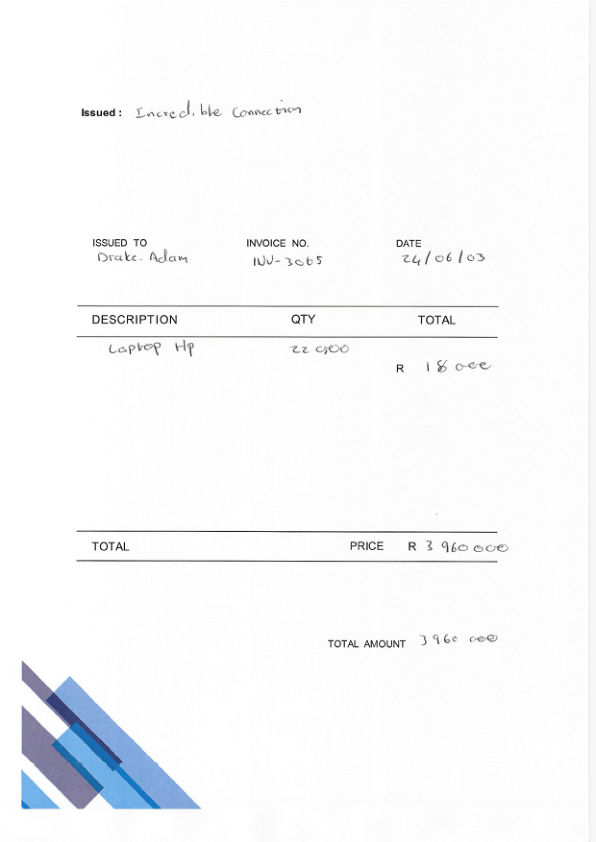 Issued : Incredible Connection
ISSUED TO INVOICE NO. DATE
Drake. Adam INV-3065 24/06/03
DESCRIPTION QTY TOTAL
Laptop Hp 22 000
R 18 000
TOTAL PRICE R 3 960 000
TOTAL AMOUNT 3 960 000